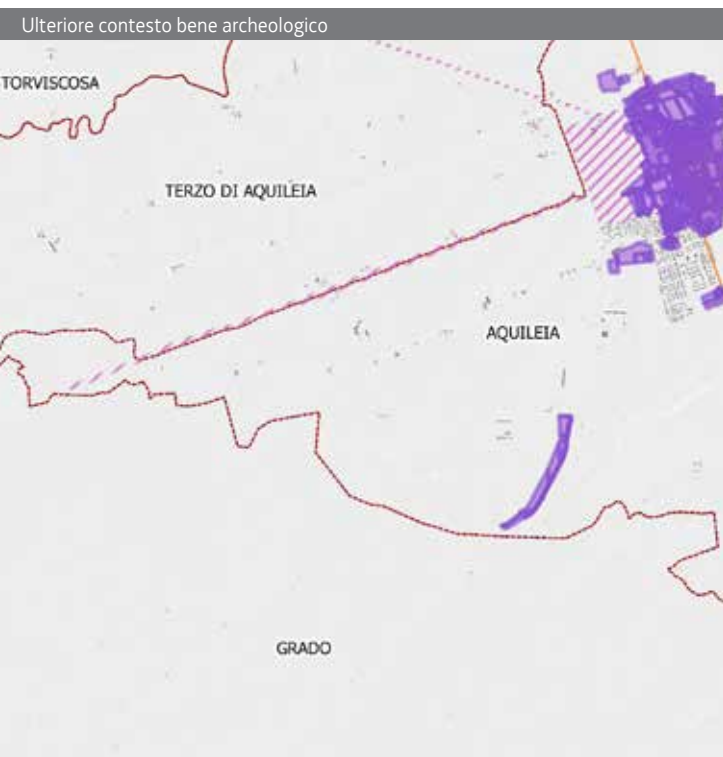 Ulteriore contesto bene archeologico
TORVISCOSA
TERZO DI AQUILEIA
AQUILEIA
GRADO